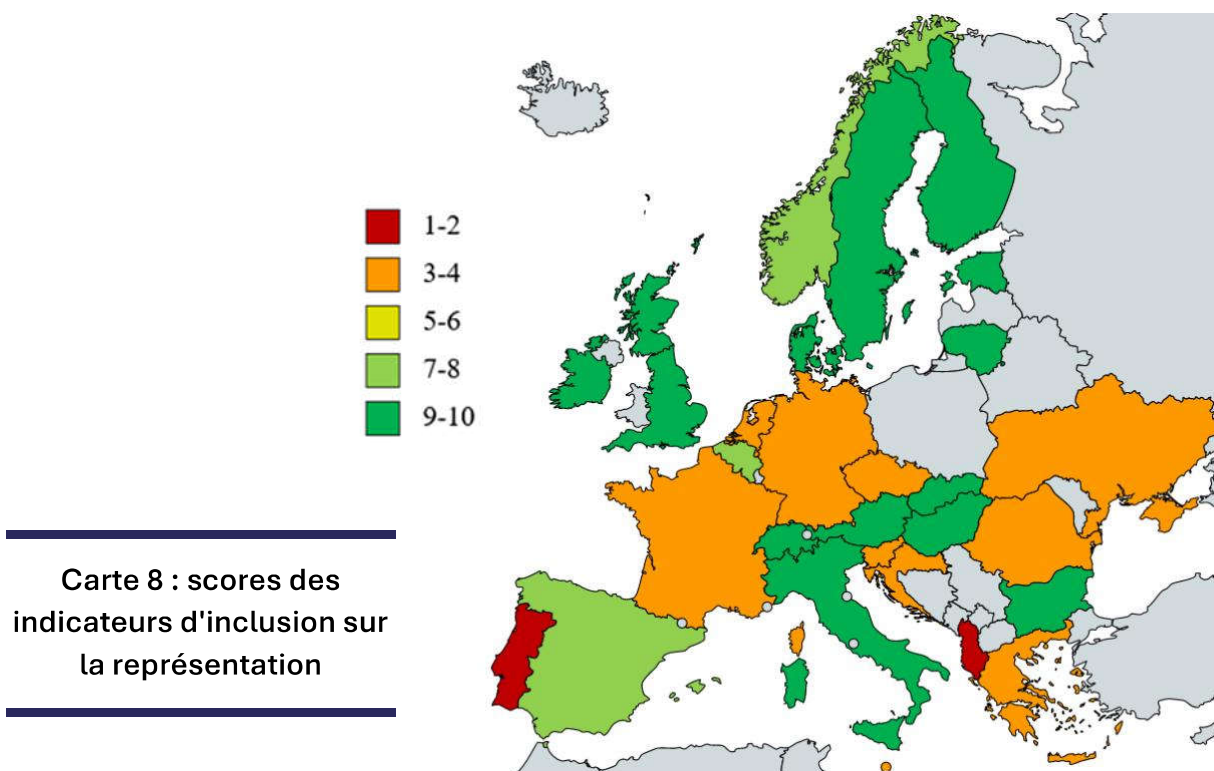 1-2
3-4
5-6
7-8
9-10
Carte 8 : scores des
indicateurs d'inclusion sur
la représentation